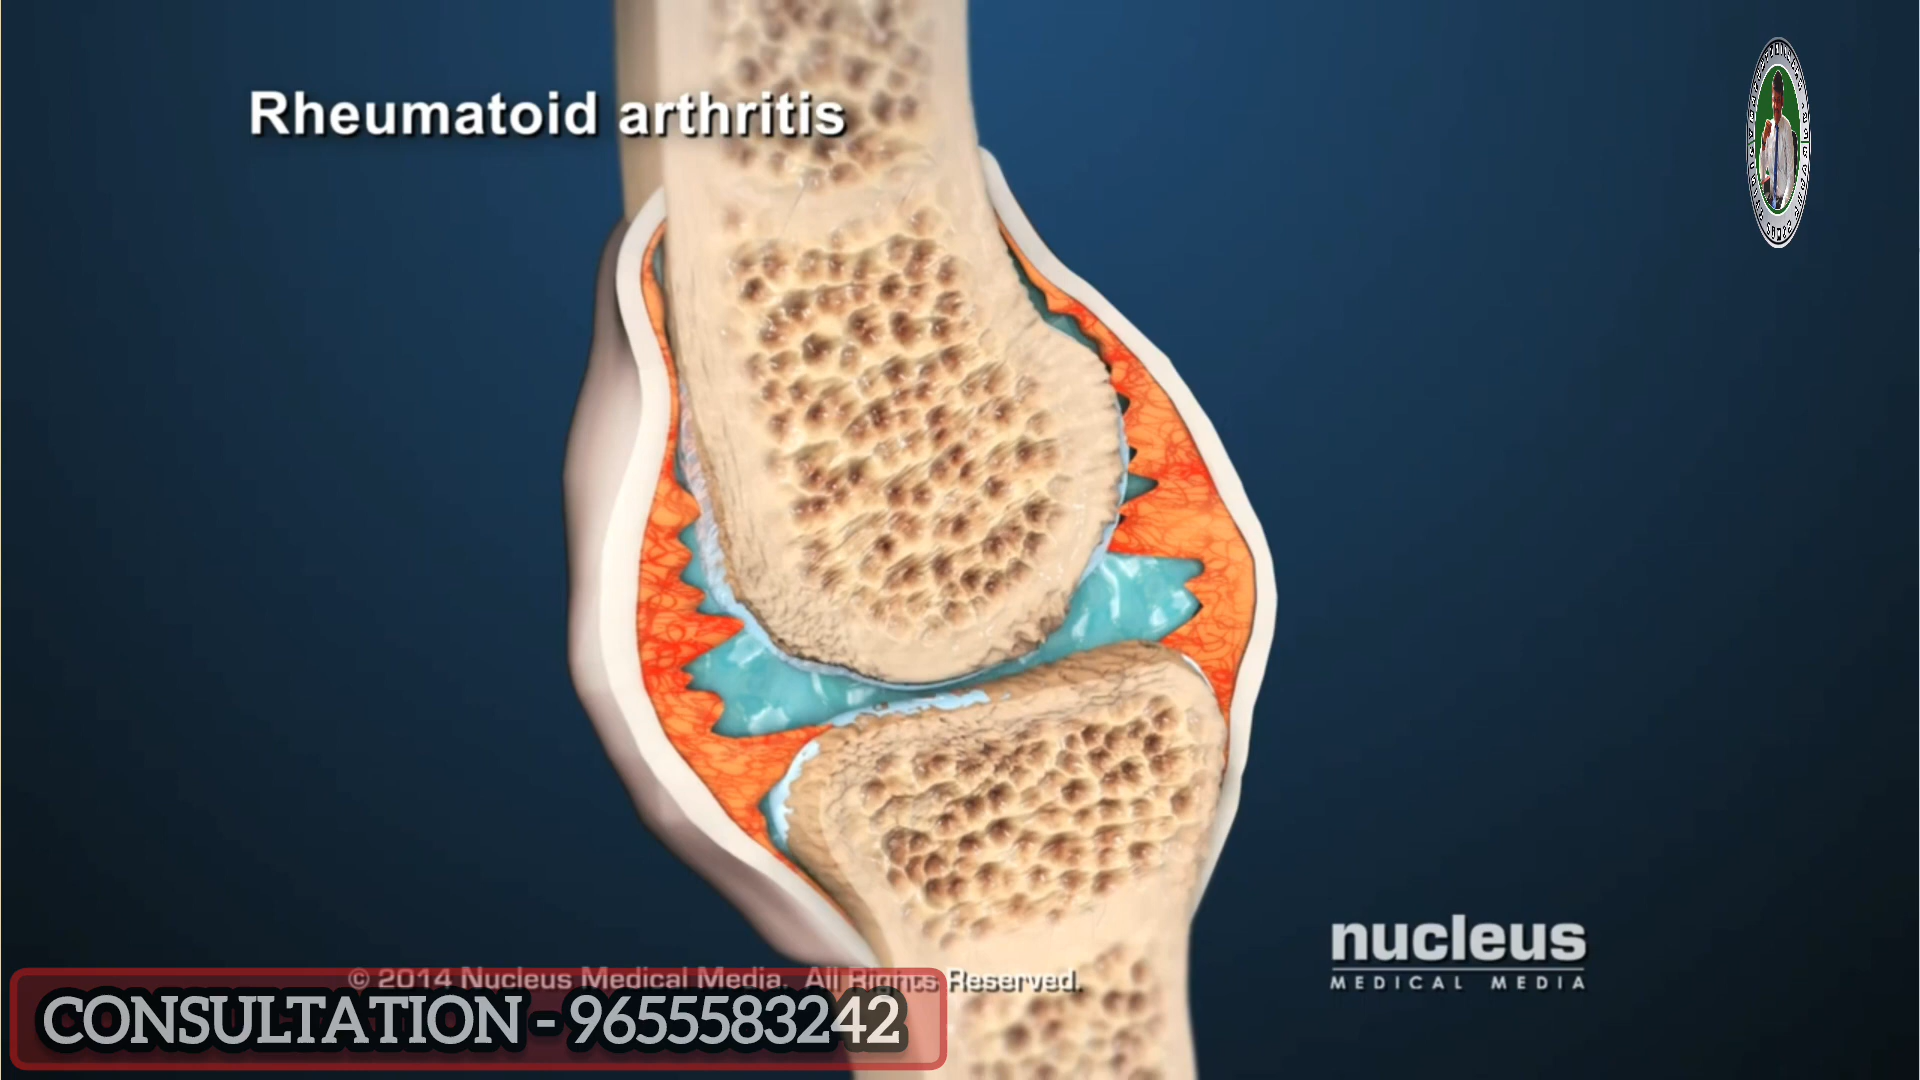 Rheumatoid arthritis
nucleus
MEDICAL MEDIA
© 2014 Nucleus Medical Media. All Rights Reserved.
CONSULTATION - 9655583242